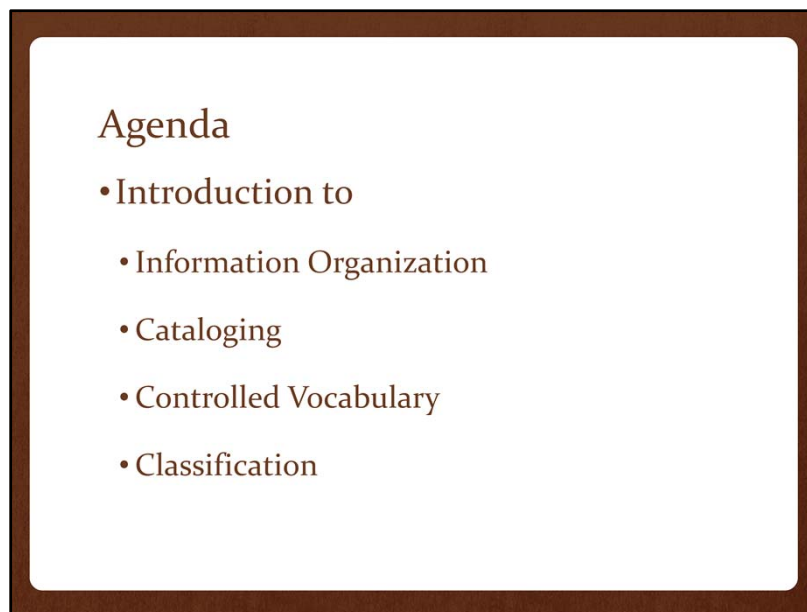 Agenda
•Introduction to
• Information Organization
• Cataloging
• Controlled Vocabulary
• Classification